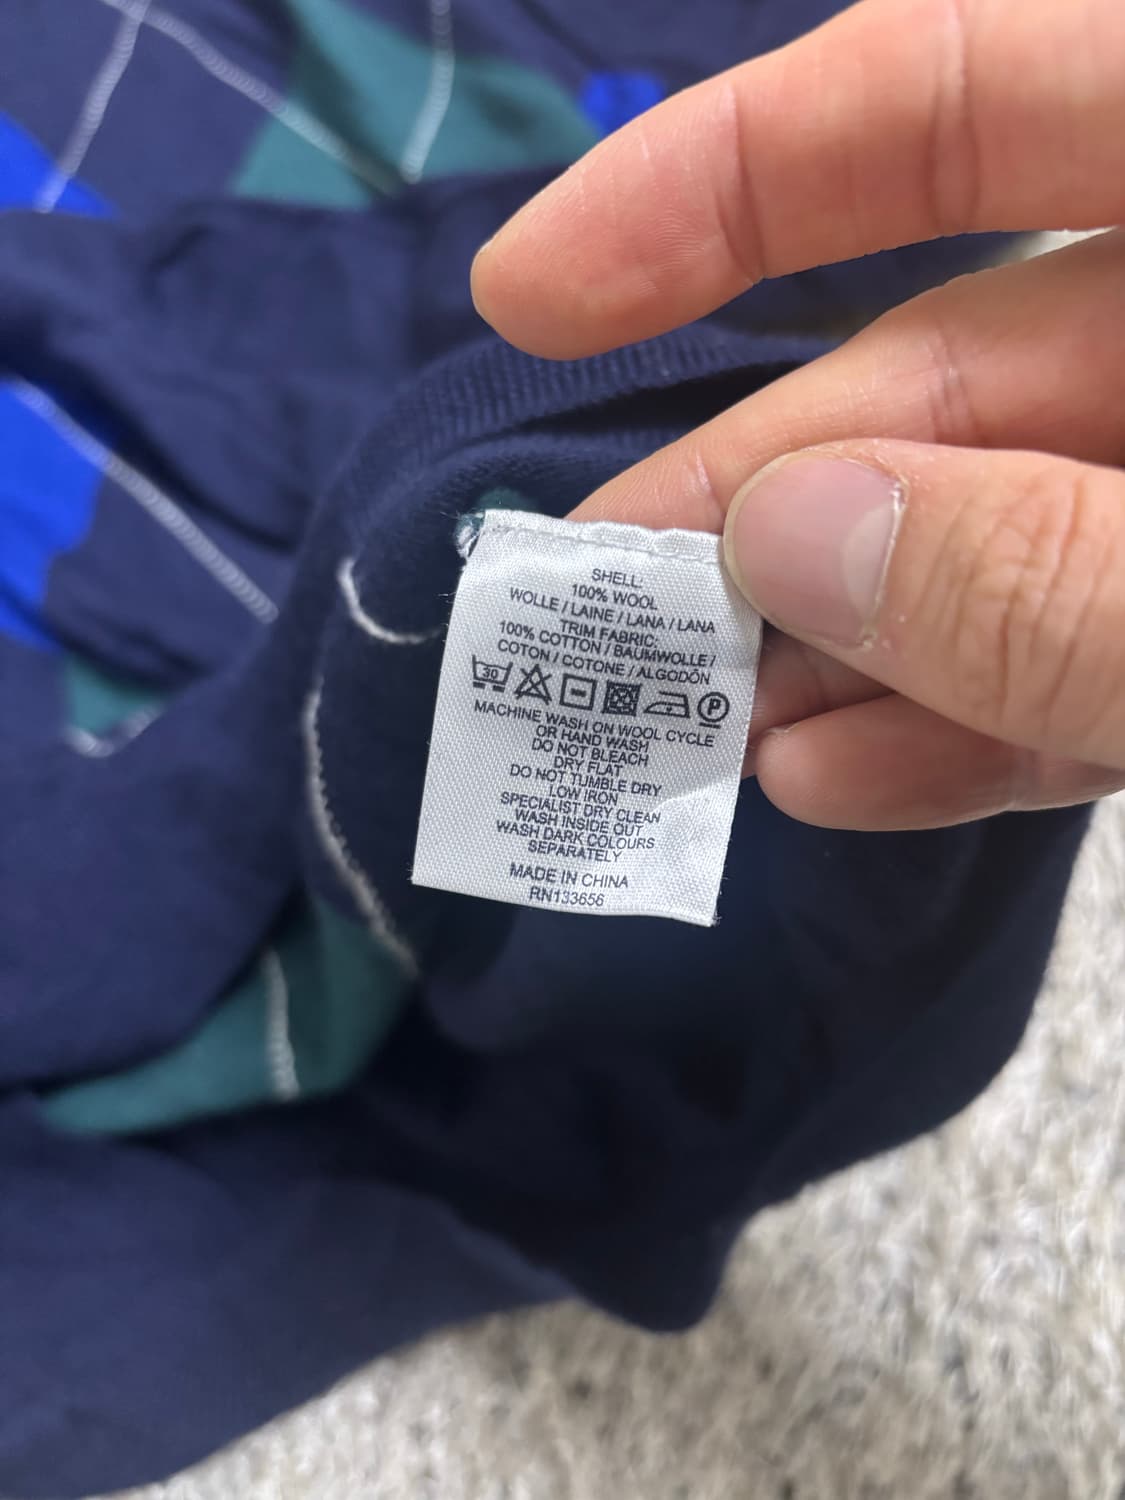 SHELL:
100% WOOL
WOLLE / LAINE / LANA / LANA
TRIM FABRIC:
100% COTTON / BAUMWOLLE /
COTON / COTONE / ALGODÓN
30 P
MACHINE WASH ON WOOL CYCLE
OR HAND WASH
DO NOT BLEACH
DRY FLAT
DO NOT TUMBLE DRY
LOW IRON
SPECIALIST DRY CLEAN
WASH INSIDE OUT
WASH DARK COLOURS
SEPARATELY
MADE IN CHINA
RN133656